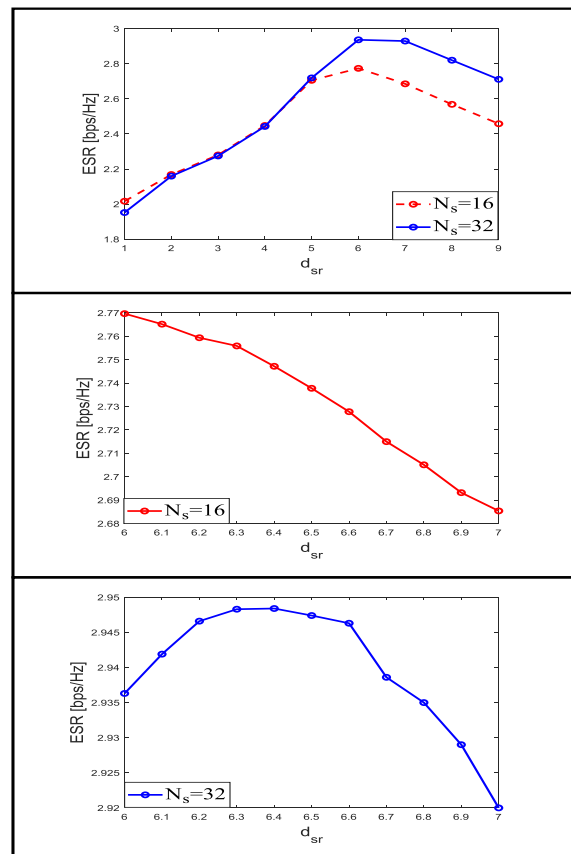 3
2.8
2.6
2.4
2.2
2
1.8
ESR [bps/Hz]
1 2 3 4 5 6 7 8 9
d_sr
N_s=16
N_s=32
2.77
2.76
2.75
2.74
2.73
2.72
2.71
2.7
2.69
2.68
ESR [bps/Hz]
6 6.1 6.2 6.3 6.4 6.5 6.6 6.7 6.8 6.9 7
d_sr
N_s=16
2.95
2.945
2.94
2.935
2.93
2.925
2.92
ESR [bps/Hz]
6 6.1 6.2 6.3 6.4 6.5 6.6 6.7 6.8 6.9 7
d_sr
N_s=32